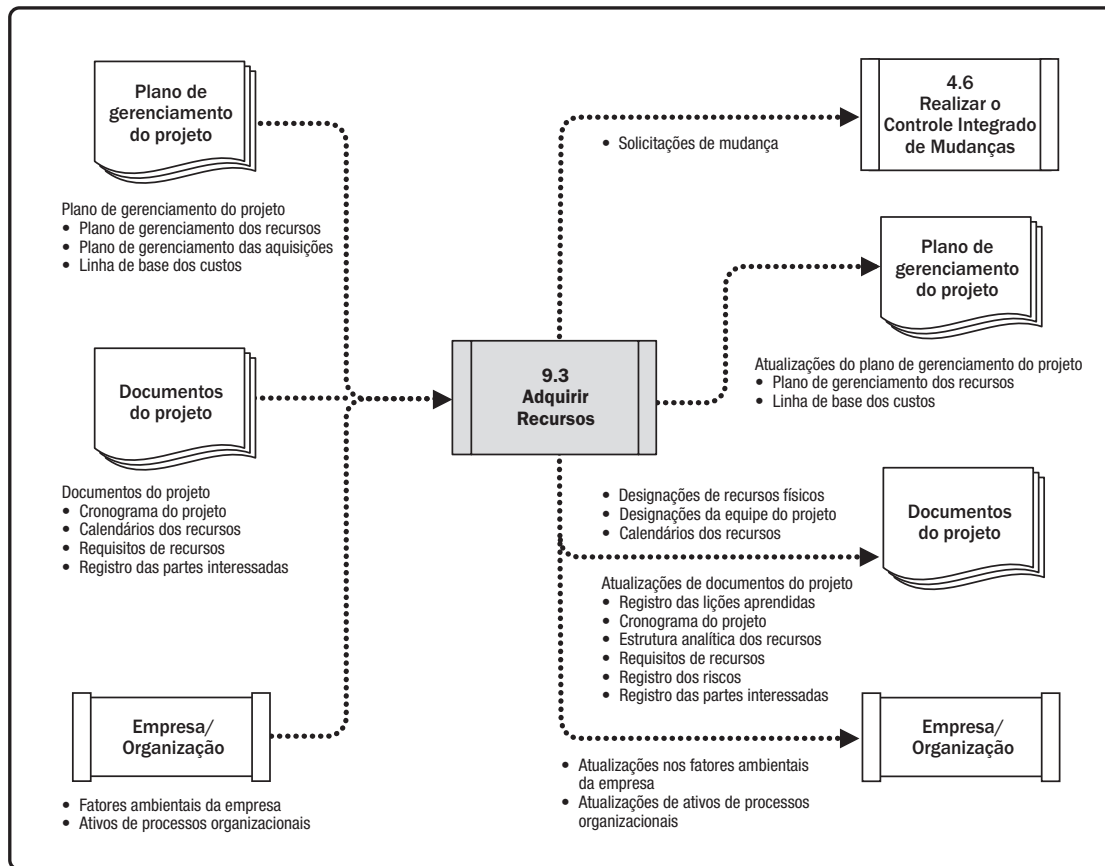 Plano de
gerenciamento
do projeto
Plano de gerenciamento do projeto
• Plano de gerenciamento dos recursos
• Plano de gerenciamento das aquisições
• Linha de base dos custos
Documentos
do projeto
Documentos do projeto
• Cronograma do projeto
• Calendários dos recursos
• Requisitos de recursos
• Registro das partes interessadas
Empresa/
Organização
• Fatores ambientais da empresa
• Ativos de processos organizacionais
9.3
Adquirir
Recursos
• Solicitações de mudança
4.6
Realizar o
Controle Integrado
de Mudanças
Plano de
gerenciamento
do projeto
Atualizações do plano de gerenciamento do projeto
• Plano de gerenciamento dos recursos
• Linha de base dos custos
• Designações de recursos físicos
• Designações da equipe do projeto
• Calendários dos recursos
Documentos
do projeto
Atualizações de documentos do projeto
• Registro das lições aprendidas
• Cronograma do projeto
• Estrutura analítica dos recursos
• Requisitos de recursos
• Registro dos riscos
• Registro das partes interessadas
Empresa/
Organização
• Atualizações nos fatores ambientais
da empresa
• Atualizações de ativos de processos
organizacionais